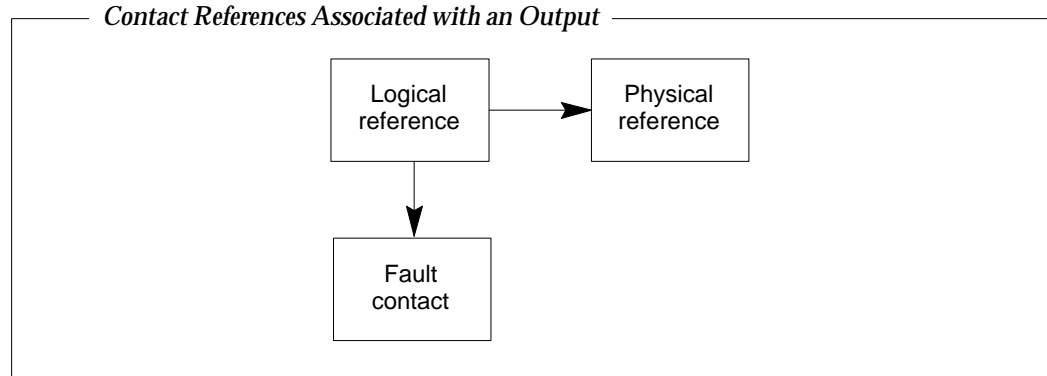 Contact References Associated with an Output
Logical
reference
Physical
reference
Fault
contact